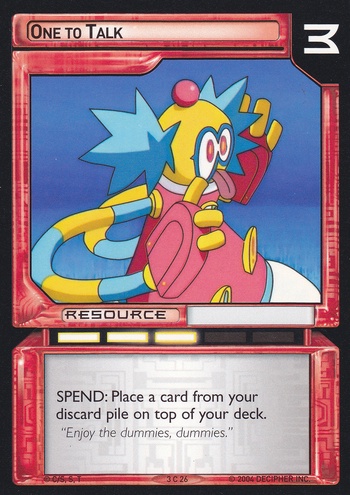 One to Talk
3
RESOURCE
SPEND: Place a card from your
discard pile on top of your deck.
"Enjoy the dummies, dummies."
© C/S, S, T
3 C 26
© 2004 DECIPHER INC.